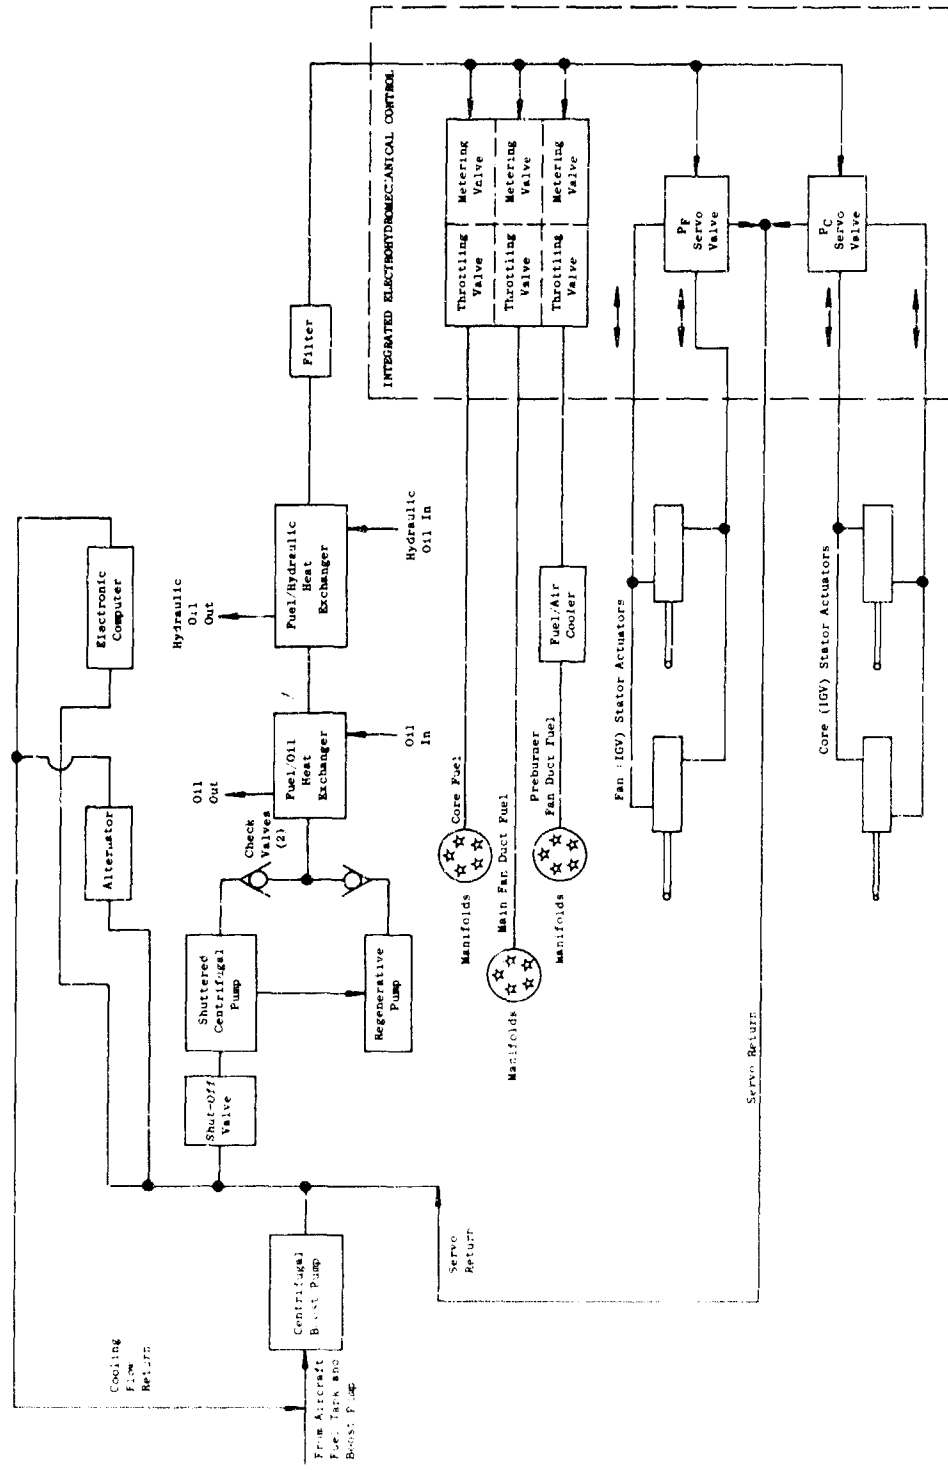 INTEGRATED ELECTROHYDROMECHANICAL CONTROL
Electronic
Computer
Alternator
Cooling
Flow
Return
From Aircraft
Fuel Tank and
Boost Pump
Centrifugal
Boost Pump
Shut-Off
Valve
Shuttered
Centrifugal
Pump
Regenerative
Pump
Check
Valves
(2)
Oil
Out
Fuel/Oil
Heat
Exchanger
Oil
In
Hydraulic
Oil
Out
Fuel/Hydraulic
Heat
Exchanger
Hydraulic
Oil In
Filter
Metering
Valve
Metering
Valve
Metering
Valve
Throttling
Valve
Throttling
Valve
Throttling
Valve
Core Fuel
Manifolds
Main Fan Duct Fuel
Manifolds
Preburner
Fan Duct Fuel
Manifolds
Fuel/Air
Cooler
PF
Servo
Valve
PC
Servo
Valve
Fan (IGV) Stator Actuators
Core (IGV) Stator Actuators
Servo
Return
Servo Return